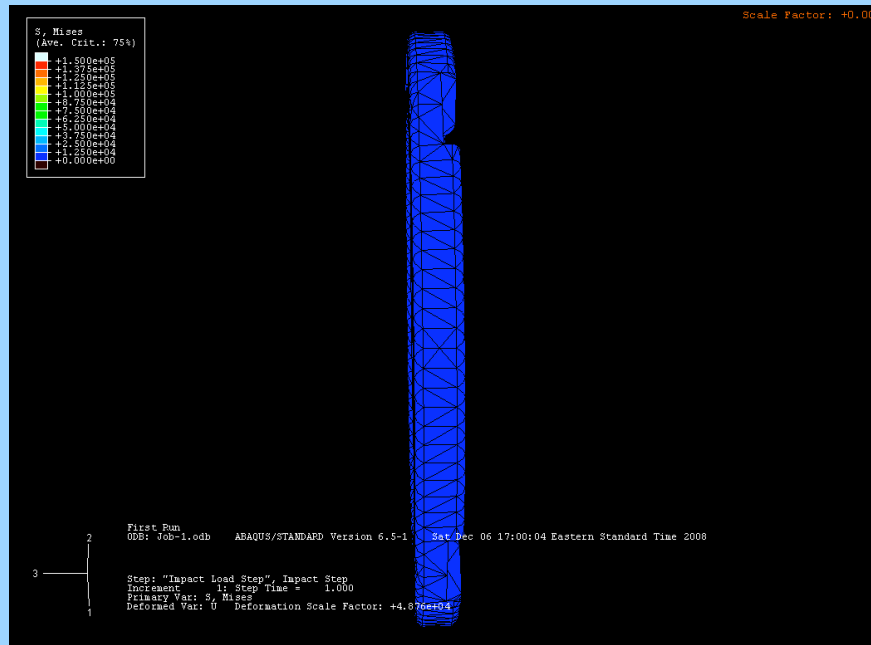 Scale Factor: +0.00
S, Mises
(Ave. Crit.: 75%)
+1.500e+05
+1.375e+05
+1.250e+05
+1.125e+05
+1.000e+05
+8.750e+04
+7.500e+04
+6.250e+04
+5.000e+04
+3.750e+04
+2.500e+04
+1.250e+04
+0.000e+00
First Run
ODB: Job-1.odb ABAQUS/STANDARD Version 6.5-1 Sat Dec 06 17:00:04 Eastern Standard Time 2008
2
3
1
Step: "Impact Load Step", Impact Step
Increment 1: Step Time = 1.000
Primary Var: S, Mises
Deformed Var: U Deformation Scale Factor: +4.876e+04